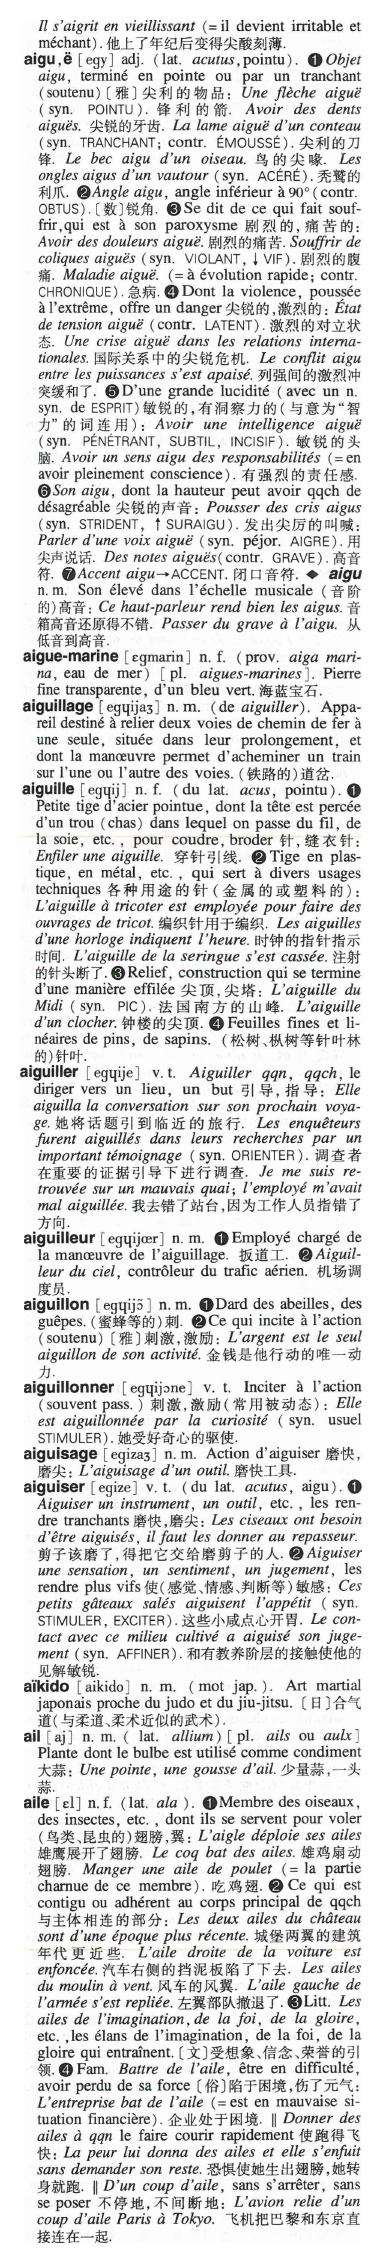 Il s'aigrit en vieillissant (=il devient irritable et
méchant).他上了年纪后变得尖酸刻薄.
aigu,ë [egy] adj. (lat. acutus,pointu). ❶Objet
aigu, terminé en pointe ou par un tranchant
(soutenu)[雅]尖利的物品: Une flèche aiguë
(syn. POINTU). 锋利的箭. Avoir des dents
aiguës. 尖锐的牙齿. La lame aiguë d'un couteau
(syn. TRANCHANT; contr. ÉMOUSSÉ). 尖利的刀
锋. Le bec aigu d'un oiseau. 鸟的尖喙. Les
ongles aigus d'un vautour (syn. ACÉRÉ). 秃鹫的
利爪. ❷Angle aigu, angle inférieur à 90°(contr.
OBTUS).[数]锐角. ❸Se dit de ce qui fait souf-
frir,qui est à son paroxysme 剧烈的,痛苦的:
Avoir des douleurs aiguë. 剧烈的痛苦. Souffrir de
coliques aiguës (syn. VIOLANT,↓VIF). 剧烈的腹
痛. Maladie aiguë. (=à évolution rapide; contr.
CHRONIQUE).急病. ❹Dont la violence, poussée
à l'extrême, offre un danger 尖锐的,激烈的: État
de tension aiguë (contr. LATENT). 激烈的对立状
态. Une crise aiguë dans les relations interna-
tionales. 国际关系中的尖锐危机. Le conflit aigu
entre les puissances s'est apaisé. 列强间的激烈冲
突缓和了. ❺D'une grande lucidité (avec un n.
syn. de ESPRIT)敏锐的,有洞察力的(与意为“智
力”的词连用): Avoir une intelligence aiguë
(syn. PÉNÉTRANT, SUBTIL, INCISIF). 敏锐的头
脑. Avoir un sens aigu des responsabilités (=en
avoir pleinement conscience). 有强烈的责任感.
❻Son aigu, dont la hauteur peut avoir qqch de
désagréable 尖锐的声音: Pousser des cris aigus
(syn. STRIDENT, ↑SURAIGU). 发出尖厉的叫喊;
Parler d'une voix aiguë (syn. péjor. AIGRE). 用
尖声说话. Des notes aiguës(contr. GRAVE). 高音
符. ❼Accent aigu→ACCENT. 闭口音符. ◆ aigu
n. m. Son élevé dans l'échelle musicale (音阶
的)高音: Ce haut-parleur rend bien les aigus. 音
箱高音还原得不错. Passer du grave à l'aigu. 从
低音到高音.
aigue-marine [ɛgmarin] n. f. (prov. aiga mari-
na, eau de mer) [pl. aigues-marines]. Pierre
fine transparente, d'un bleu vert. 海蓝宝石.
aiguillage [egɥijaʒ] n. m. (de aiguiller). Appa-
reil destiné à relier deux voies de chemin de fer à
une seule, située dans leur prolongement, et
dont la manœuvre permet d'acheminer un train
sur l'une ou l'autre des voies. (铁路的)道岔.
aiguille [egɥij] n. f. (du lat. acus, pointu). ❶
Petite tige d'acier pointue, dont la tête est percée
d'un trou (chas) dans lequel on passe du fil, de
la soie, etc., pour coudre, broder 针,缝衣针:
Enfiler une aiguille. 穿针引线. ❷Tige en plas-
tique, en métal, etc., qui sert à divers usages
techniques 各种用途的针(金属的或塑料的):
L'aiguille à tricoter est employée pour faire des
ouvrages de tricot. 编织针用于编织. Les aiguilles
d'une horloge indiquent l'heure. 时钟的指针指示
时间. L'aiguille de la seringue s'est cassée. 注射
的针头断了. ❸Relief, construction qui se termine
d'une manière effilée 尖顶,尖塔: L'aiguille du
Midi (syn. PIC). 法国南方的山峰. L'aiguille
d'un clocher. 钟楼的尖顶. ❹Feuilles fines et li-
néaires de pins, de sapins. (松树、枞树等针叶林
的)针叶.
aiguiller [egɥije] v. t. Aiguiller qqn, qqch, le
diriger vers un lieu, un but 引导,指导: Elle
aiguilla la conversation sur son prochain voya-
ge. 她将话题引到临近的旅行. Les enquêteurs
furent aiguillés dans leurs recherches par un
important témoignage (syn. ORIENTER). 调查者
在重要的证据引导下进行调查. Je me suis re-
trouvée sur un mauvais quai; l'employé m'avait
mal aiguillée. 我去错了站台,因为工作人员指错了
方向.
aiguilleur [egɥijœr] n. m. ❶Employé chargé de
la manœuvre de l'aiguillage. 扳道工. ❷Aiguil-
leur du ciel, contrôleur du trafic aérien. 机场调
度员.
aiguillon [egɥijɔ̃] n. m. ❶Dard des abeilles, des
guêpes. (蜜蜂等的)刺. ❷Ce qui incite à l'action
(soutenu)[雅]刺激,激励: L'argent est le seul
aiguillon de son activité. 金钱是他行动的唯一动
力.
aiguillonner [egɥijɔne] v. t. Inciter à l'action
(souvent pass.) 刺激,激励(常用被动态): Elle
est aiguillonnée par la curiosité (syn. usuel
STIMULER). 她受好奇心的驱使.
aiguisage [egizaʒ] n. m. Action d'aiguiser 磨快,
磨尖: L'aiguisage d'un outil. 磨快工具.
aiguiser [egize] v. t. (du lat. acutus, aigu). ❶
Aiguiser un instrument, un outil, etc., les ren-
dre tranchants 磨快,磨尖: Les ciseaux ont besoin
d'être aiguisés, il faut les donner au repasseur.
剪子该磨了,得把它交给磨剪子的人. ❷Aiguiser
une sensation, un sentiment, un jugement, les
rendre plus vifs 使(感觉、情感、判断等)敏感: Ces
petits gâteaux salés aiguisent l'appétit (syn.
STIMULER, EXCITER). 这些小咸点心开胃. Le con-
tact avec ce milieu cultivé a aiguisé son juge-
ment (syn. AFFINER). 和有教养阶层的接触使他的
见解敏锐.
aïkido [aikido] n. m. (mot jap.). Art martial
japonais proche du judo et du jiu-jitsu. [日]合气
道(与柔道、柔术近似的武术).
ail [aj] n. m. (lat. allium) [pl. ails ou aulx]
Plante dont le bulbe est utilisé comme condiment
大蒜: Une pointe, une gousse d'ail. 少量蒜,一头
蒜.
aile [ɛl] n.f. (lat. ala). ❶Membre des oiseaux,
des insectes, etc., dont ils se servent pour voler
(鸟类、昆虫的)翅膀,翼: L'aigle déploie ses ailes
雄鹰展开了翅膀. Le coq bat des ailes. 雄鸡扇动
翅膀. Manger une aile de poulet (= la partie
charnue de ce membre). 吃鸡翅. ❷ Ce qui est
contigu ou adhérent au corps principal de qqch
与主体相连的部分: Les deux ailes du château
sont d'une époque plus récente. 城堡两翼的建筑
年代更近些. L'aile droite de la voiture est
enfoncée. 汽车右侧的挡泥板陷了下去. Les ailes
du moulin à vent. 风车的风翼. L'aile gauche de
l'armée s'est repliée. 左翼部队撤退了. ❸Litt. Les
ailes de l'imagination, de la foi, de la gloire,
etc. ,les élans de l'imagination, de la foi, de la
gloire qui entraînent. [文]受想象、信念、荣誉的引
领. ❹Fam. Battre de l'aile, être en difficulté,
avoir perdu de sa force [俗]陷于困境,伤了元气:
L'entreprise bat de l'aile (=est en mauvaise si-
tuation financière). 企业处于困境. ‖ Donner des
ailes à qqn le faire courir rapidement 使跑得飞
快: La peur lui donna des ailes et elle s'enfuit
sans demander son reste. 恐惧使她生出翅膀,她转
身就跑. ‖ D'un coup d'aile, sans s'arrêter, sans
se poser 不停地,不间断地: L'avion relie d'un
coup d'aile Paris à Tokyo. 飞机把巴黎和东京直
接连在一起.